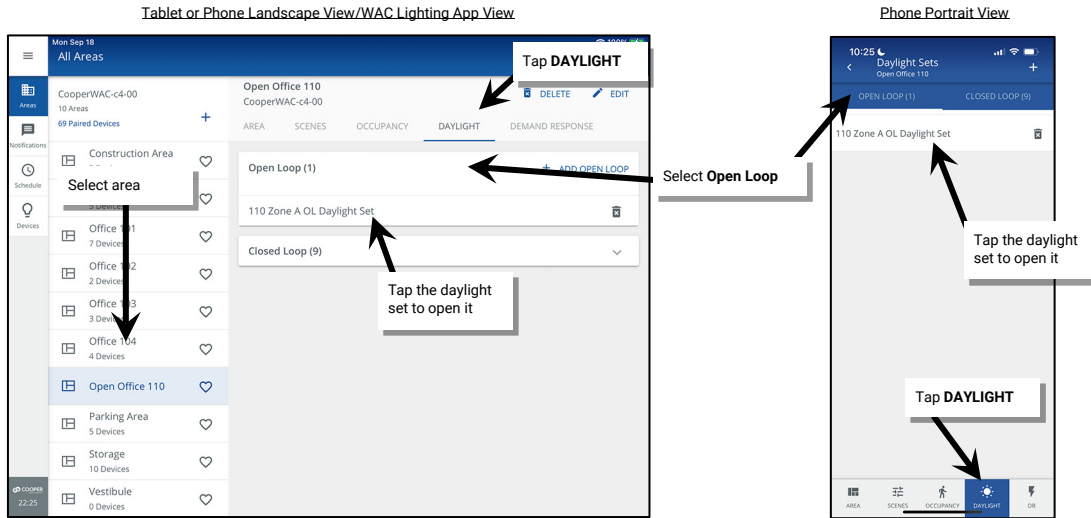 Tablet or Phone Landscape View/WAC Lighting App View
Phone Portrait View
Mon Sep 18
100%
All Areas
Tap DAYLIGHT
Areas
Notifications
Schedule
Devices
COOPER
22:25
CooperWAC-c4-00
10 Areas
69 Paired Devices
+
Construction Area
Select area
5 Devices
Office 101
7 Devices
Office 102
2 Devices
Office 103
3 Devices
Office 104
4 Devices
Open Office 110
Parking Area
5 Devices
Storage
10 Devices
Vestibule
0 Devices
Open Office 110
CooperWAC-c4-00
DELETE
EDIT
AREA SCENES OCCUPANCY DAYLIGHT DEMAND RESPONSE
Open Loop (1)
+ ADD OPEN LOOP
110 Zone A OL Daylight Set
Closed Loop (9)
Tap the daylight
set to open it
Select Open Loop
10:25
Daylight Sets
Open Office 110
+
OPEN LOOP (1) CLOSED LOOP (9)
110 Zone A OL Daylight Set
Tap the daylight
set to open it
Tap DAYLIGHT
AREA SCENES OCCUPANCY DAYLIGHT DR